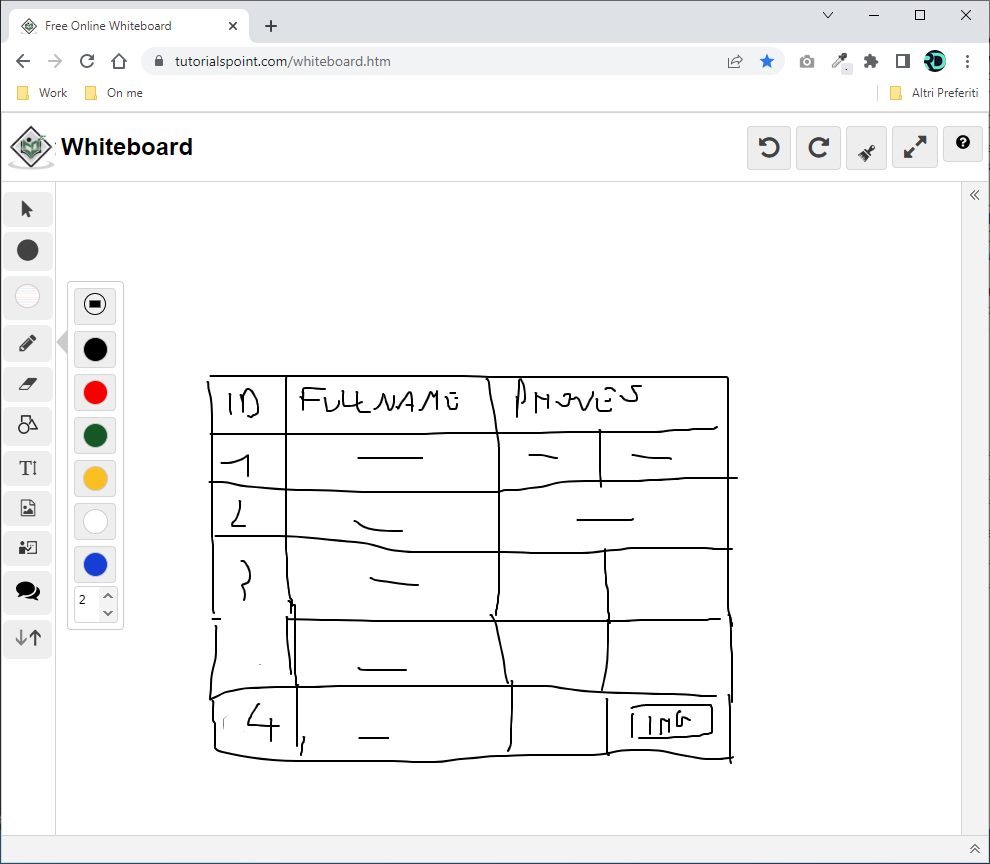 Free Online Whiteboard
tutorialspoint.com/whiteboard.htm
Work On me Altri Preferiti
Whiteboard
ID FULLNAME PHONES
1
2
3
4 IMG
2